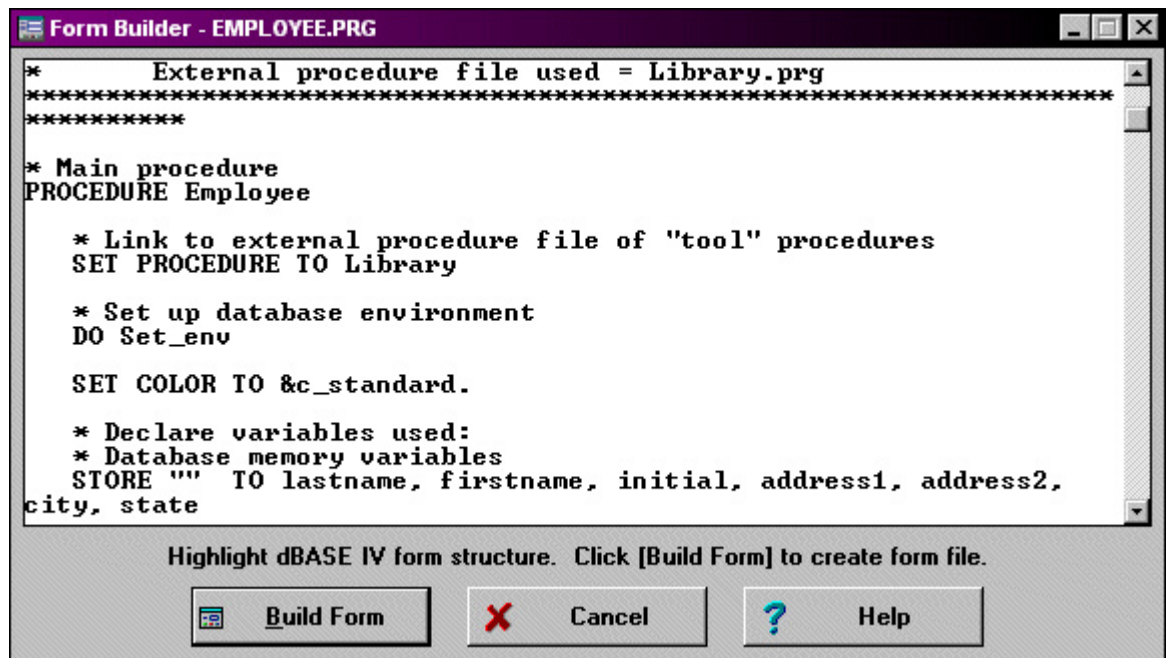 Form Builder - EMPLOYEE.PRG
*       External procedure file used = Library.prg
*********************************************************************
**********
* Main procedure
PROCEDURE Employee
   * Link to external procedure file of "tool" procedures
   SET PROCEDURE TO Library
   * Set up database environment
   DO Set_env
   SET COLOR TO &c_standard.
   * Declare variables used:
   * Database memory variables
   STORE ""  TO lastname, firstname, initial, address1, address2,
city, state
Highlight dBASE IV form structure.  Click [Build Form] to create form file.
Build Form
Cancel
Help